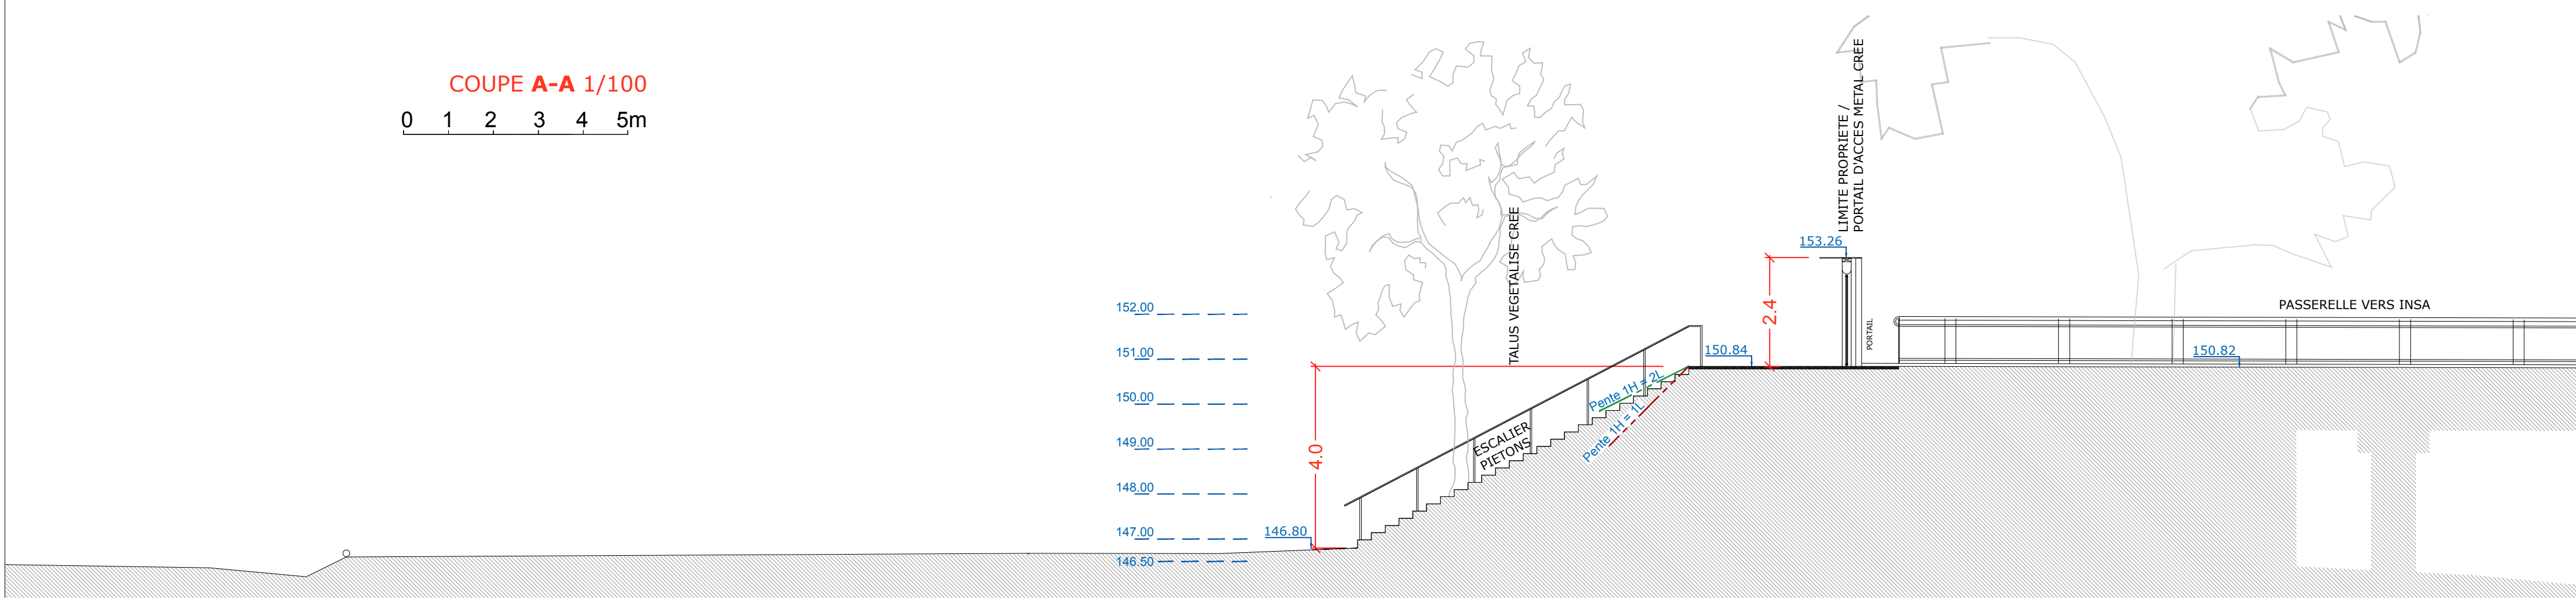 COUPE A-A 1/100
0 1 2 3 4 5m
LIMITE PROPRIETE /
PORTAIL D'ACCES METAL CREE
TALUS VEGETALISE CREE
153.26
2.4
PORTAIL
PASSERELLE VERS INSA
152.00
151.00
150.84
150.82
150.00
Pente 1H = 2L
Pente 1H = 1L
149.00
4.0
ESCALIER
PIETONS
148.00
147.00
146.80
146.50